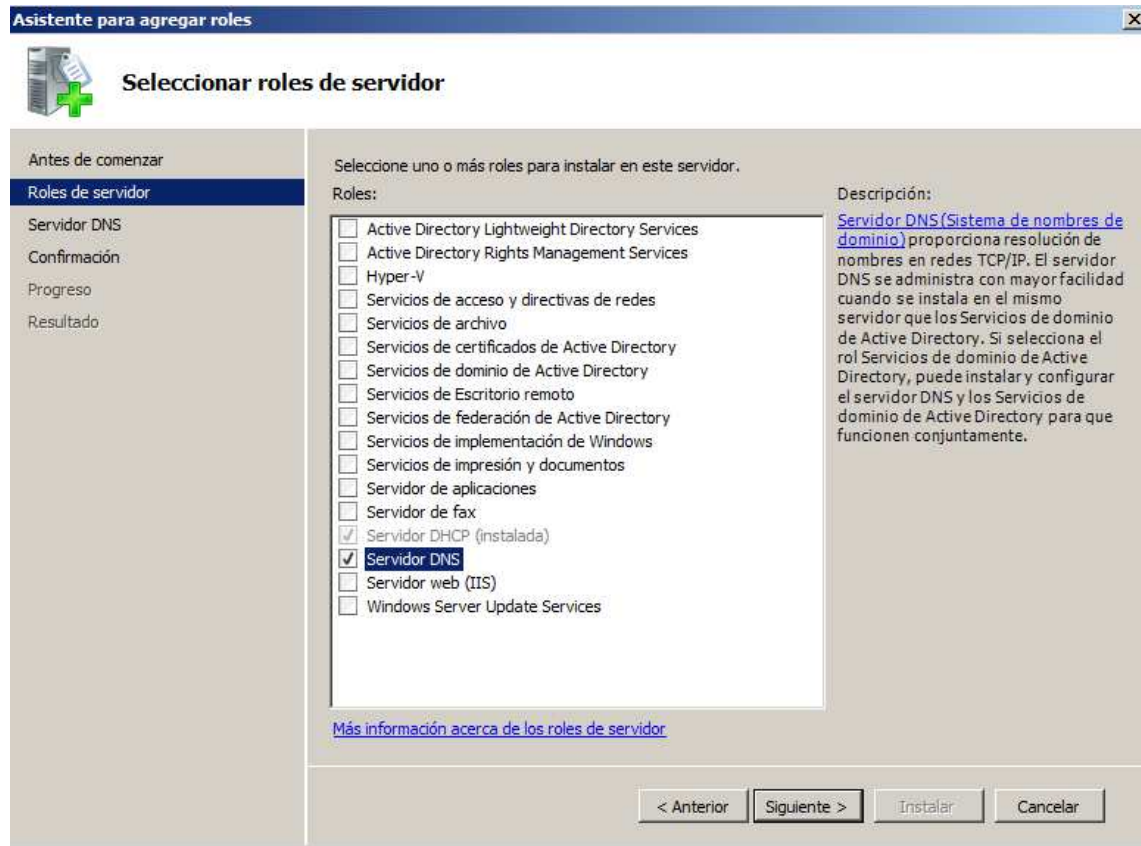 Asistente para agregar roles
Seleccionar roles de servidor
Antes de comenzar
Roles de servidor
Servidor DNS
Confirmación
Progreso
Resultado
Seleccione uno o más roles para instalar en este servidor.
Roles:
Active Directory Lightweight Directory Services
Active Directory Rights Management Services
Hyper-V
Servicios de acceso y directivas de redes
Servicios de archivo
Servicios de certificados de Active Directory
Servicios de dominio de Active Directory
Servicios de Escritorio remoto
Servicios de federación de Active Directory
Servicios de implementación de Windows
Servicios de impresión y documentos
Servidor de aplicaciones
Servidor de fax
Servidor DHCP (instalada)
Servidor DNS
Servidor web (IIS)
Windows Server Update Services
Más información acerca de los roles de servidor
Descripción:
Servidor DNS (Sistema de nombres de
dominio) proporciona resolución de
nombres en redes TCP/IP. El servidor
DNS se administra con mayor facilidad
cuando se instala en el mismo
servidor que los Servicios de dominio
de Active Directory. Si selecciona el
rol Servicios de dominio de Active
Directory, puede instalar y configurar
el servidor DNS y los Servicios de
dominio de Active Directory para que
funcionen conjuntamente.
< Anterior
Siguiente >
Instalar
Cancelar